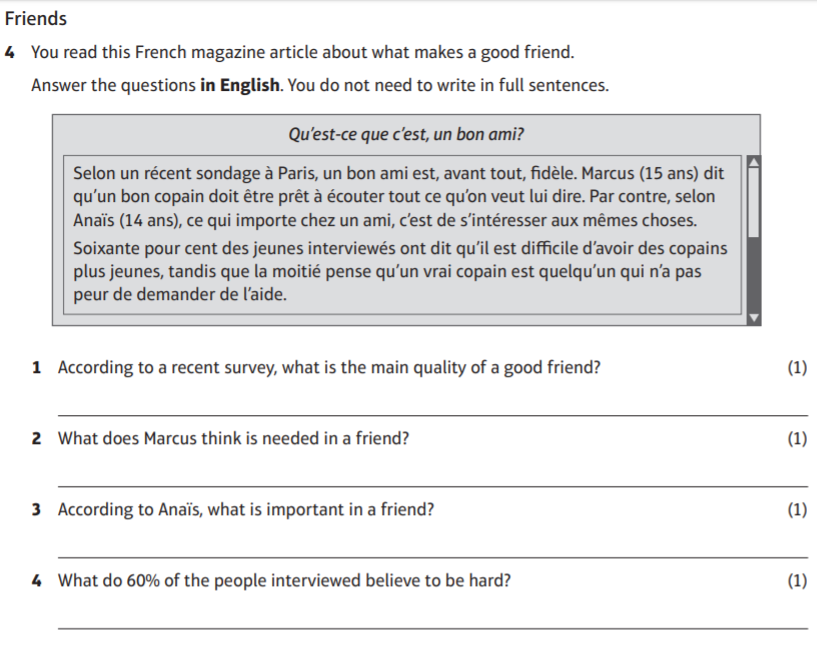 Friends
4 You read this French magazine article about what makes a good friend.
Answer the questions in English. You do not need to write in full sentences.
Qu'est-ce que c'est, un bon ami?
Selon un récent sondage à Paris, un bon ami est, avant tout, fidèle. Marcus (15 ans) dit
qu'un bon copain doit être prêt à écouter tout ce qu'on veut lui dire. Par contre, selon
Anaïs (14 ans), ce qui importe chez un ami, c'est de s'intéresser aux mêmes choses.
Soixante pour cent des jeunes interviewés ont dit qu'il est difficile d'avoir des copains
plus jeunes, tandis que la moitié pense qu'un vrai copain est quelqu'un qui n'a pas
peur de demander de l'aide.
1 According to a recent survey, what is the main quality of a good friend? (1)
2 What does Marcus think is needed in a friend? (1)
3 According to Anaïs, what is important in a friend? (1)
4 What do 60% of the people interviewed believe to be hard? (1)